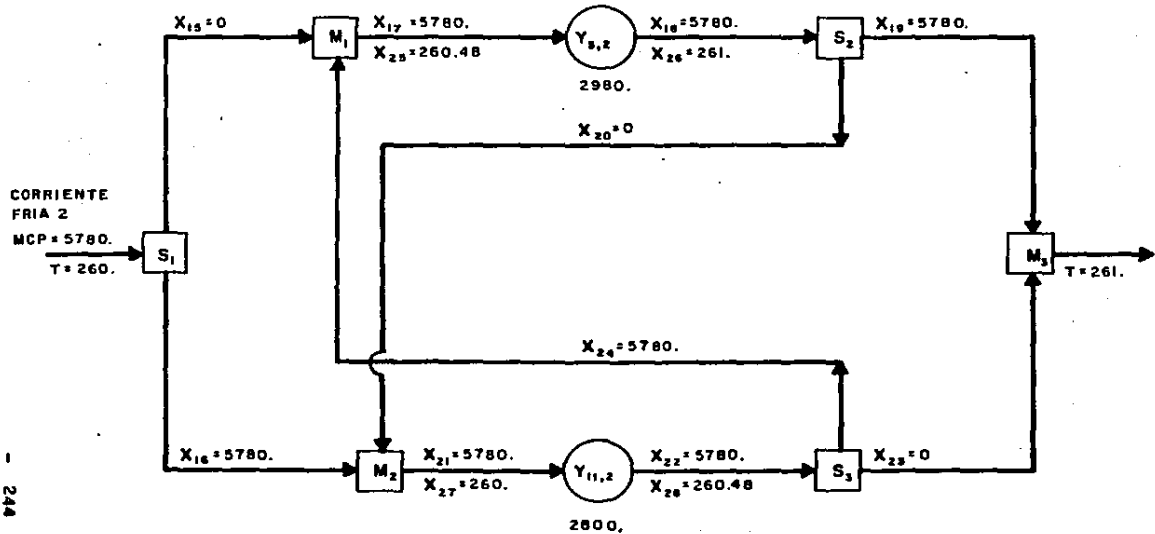 X15=0
M1
X17=5780.
X25=260.48
Y5,2
2980.
X18=5780.
X26=261.
S2
X19=5780.
X20=0
CORRIENTE
FRIA 2
MCP=5780.
T=260.
S1
M3
T=261.
X24=5780.
X16=5780.
M2
X21=5780.
X27=260.
Y11,2
2800.
X22=5780.
X28=260.48
S3
X23=0
- 244